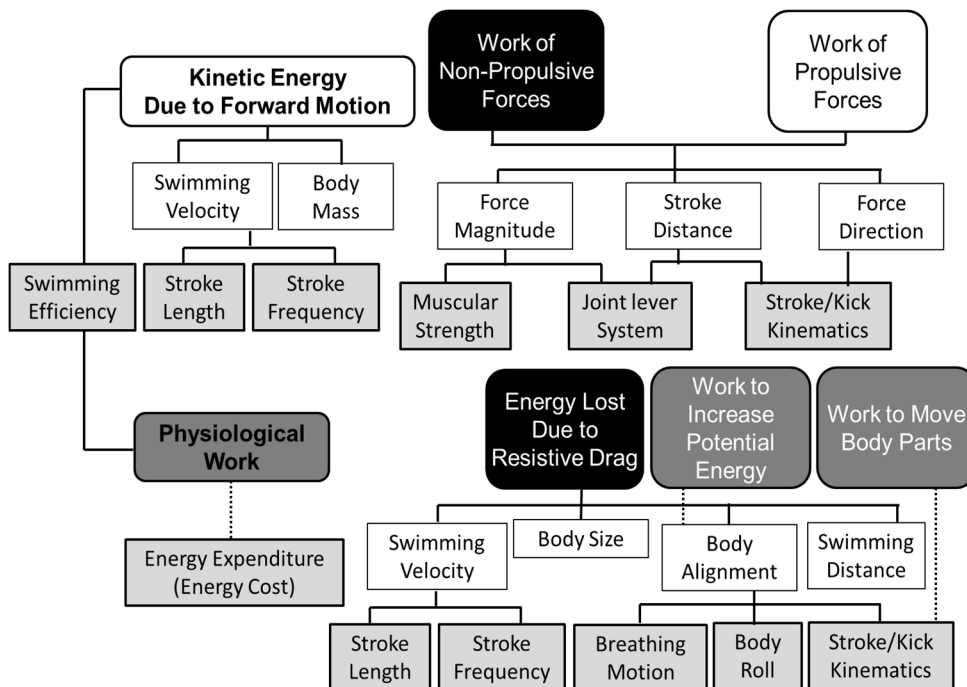 Kinetic Energy
Due to Forward Motion
Work of
Non-Propulsive
Forces
Work of
Propulsive
Forces
Swimming
Velocity
Body
Mass
Force
Magnitude
Stroke
Distance
Force
Direction
Swimming
Efficiency
Stroke
Length
Stroke
Frequency
Muscular
Strength
Joint lever
System
Stroke/Kick
Kinematics
Physiological
Work
Energy Lost
Due to
Resistive Drag
Work to
Increase
Potential
Energy
Work to Move
Body Parts
Energy Expenditure
(Energy Cost)
Swimming
Velocity
Body Size
Body
Alignment
Swimming
Distance
Stroke
Length
Stroke
Frequency
Breathing
Motion
Body
Roll
Stroke/Kick
Kinematics